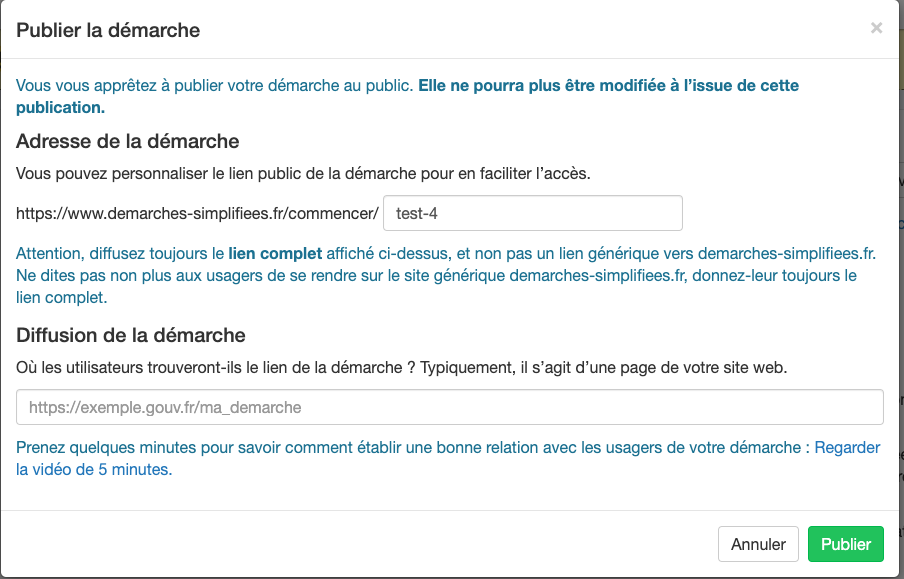 Publier la démarche
×
Vous vous apprêtez à publier votre démarche au public. Elle ne pourra plus être modifiée à l’issue de cette
publication.
Adresse de la démarche
Vous pouvez personnaliser le lien public de la démarche pour en faciliter l’accès.
https://www.demarches-simplifiees.fr/commencer/ test-4
Attention, diffusez toujours le lien complet affiché ci-dessus, et non pas un lien générique vers demarches-simplifiees.fr.
Ne dites pas non plus aux usagers de se rendre sur le site générique demarches-simplifiees.fr, donnez-leur toujours le
lien complet.
Diffusion de la démarche
Où les utilisateurs trouveront-ils le lien de la démarche ? Typiquement, il s’agit d’une page de votre site web.
https://exemple.gouv.fr/ma_demarche
Prenez quelques minutes pour savoir comment établir une bonne relation avec les usagers de votre démarche : Regarder
la vidéo de 5 minutes.
Annuler Publier